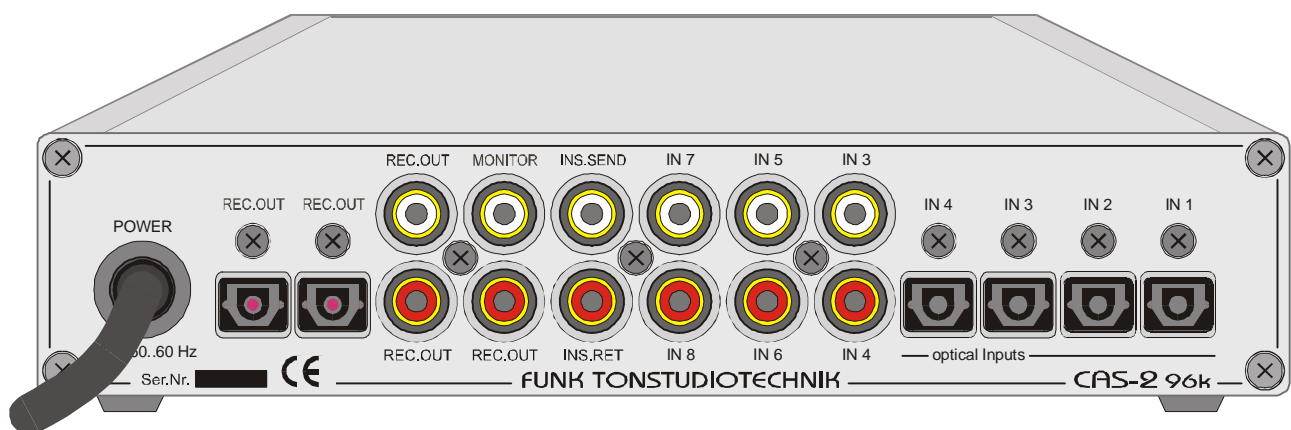 REC.OUT MONITOR INS.SEND IN 7 IN 5 IN 3
REC.OUT REC.OUT IN 4 IN 3 IN 2 IN 1
POWER
60 Hz REC.OUT REC.OUT INS.RET IN 8 IN 6 IN 4 optical Inputs
Ser.Nr. CE FUNK TONSTUDIOTECHNIK CAS-2 96k